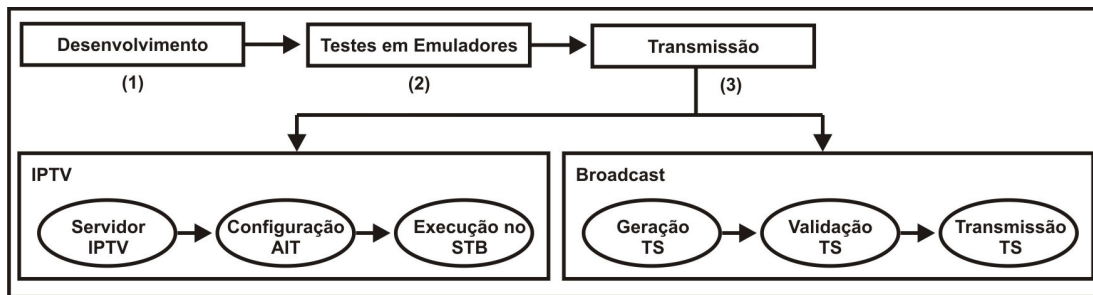 Desenvolvimento
Testes em Emuladores
Transmissão
(1)
(2)
(3)
IPTV
Servidor
IPTV
Configuração
AIT
Execução no
STB
Broadcast
Geração
TS
Validação
TS
Transmissão
TS